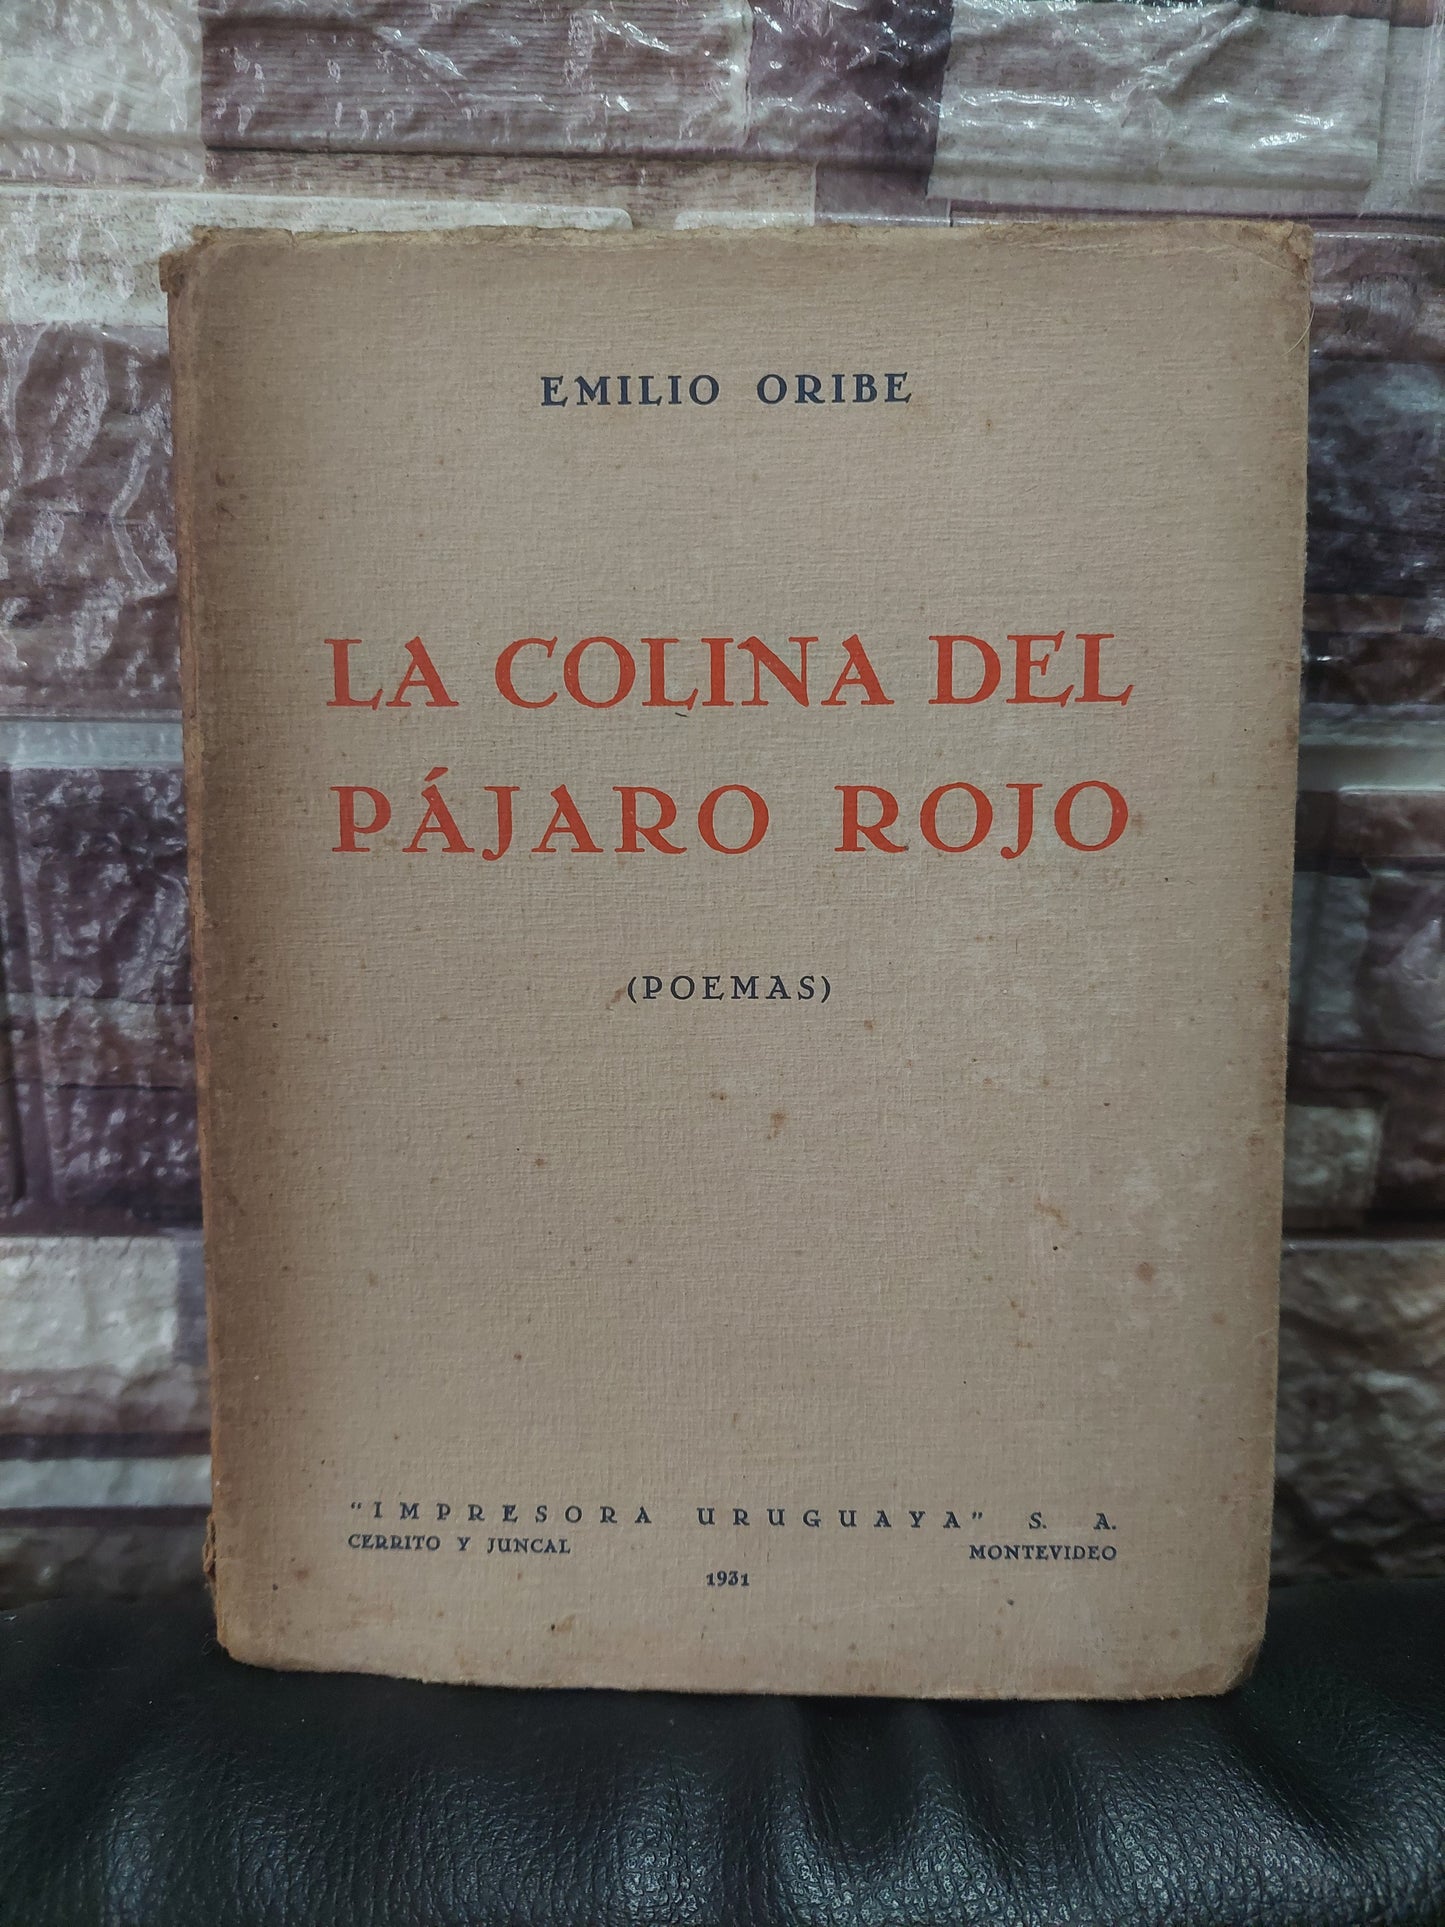 EMILIO ORIBE
LA COLINA DEL
PÁJARO ROJO
(POEMAS)
"IMPRESORA URUGUAYA" S. A.
CERRITO Y JUNCAL MONTEVIDEO
1931